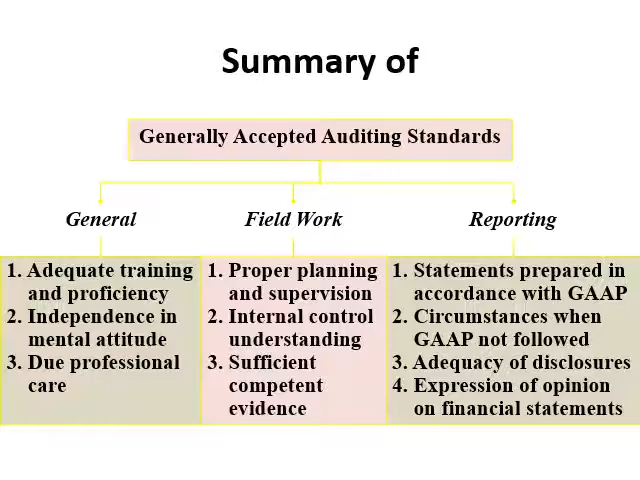 Summary of
Generally Accepted Auditing Standards
General
Field Work
Reporting
1. Adequate training
and proficiency
2. Independence in
mental attitude
3. Due professional
care
1. Proper planning
and supervision
2. Internal control
understanding
3. Sufficient
competent
evidence
1. Statements prepared in
accordance with GAAP
2. Circumstances when
GAAP not followed
3. Adequacy of disclosures
4. Expression of opinion
on financial statements